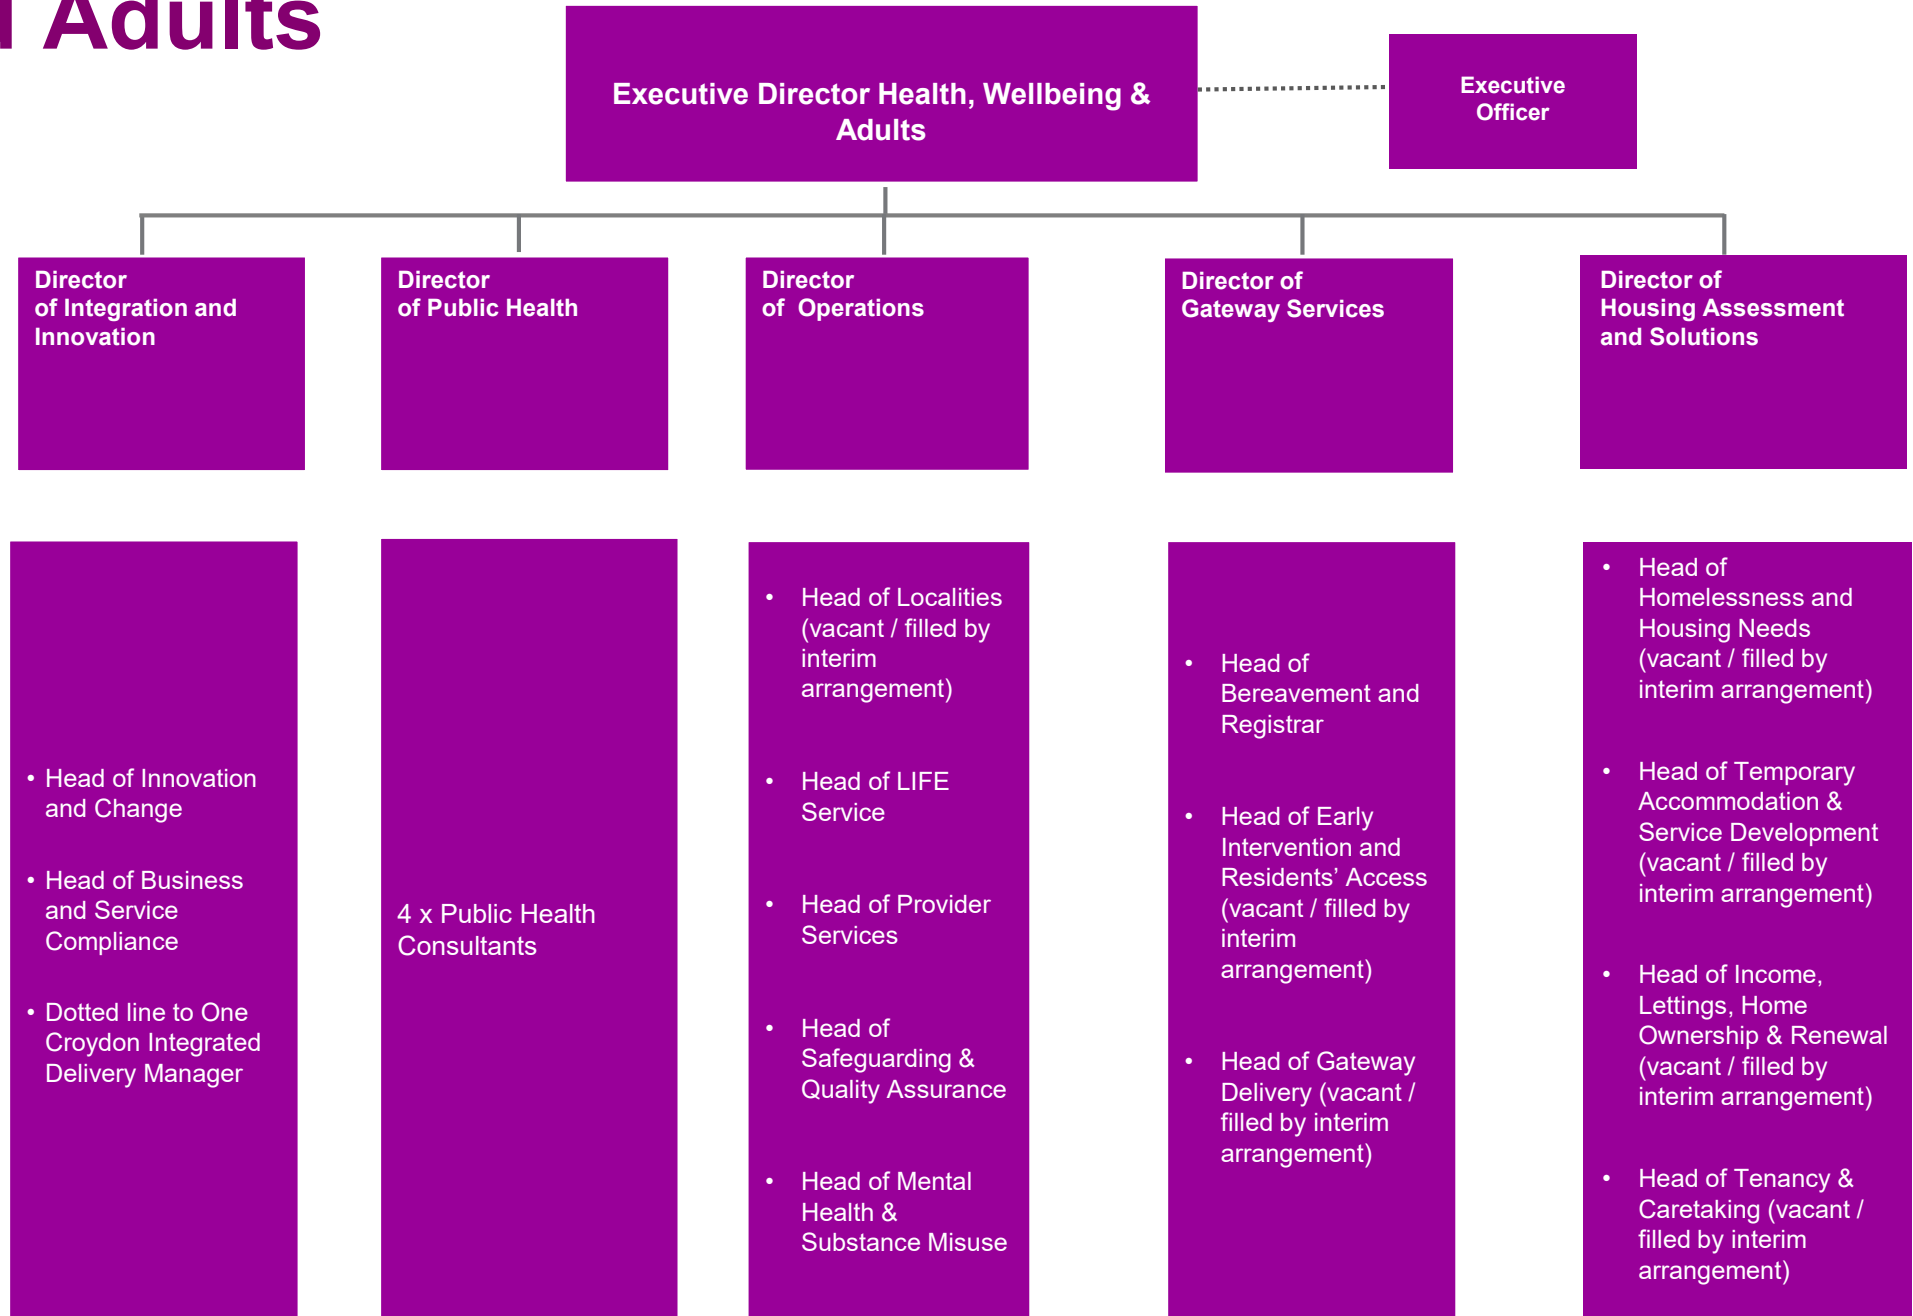 Adults
Executive Director Health, Wellbeing &
Adults
Executive
Officer
Director
of Integration and
Innovation
Director
of Public Health
Director
of  Operations
Director of
Gateway Services
Director of
Housing Assessment
and Solutions
• Head of Innovation
and Change
• Head of Business
and Service
Compliance
• Dotted line to One
Croydon Integrated
Delivery Manager
4 x Public Health
Consultants
• Head of Localities
(vacant / filled by
interim
arrangement)
• Head of LIFE
Service
• Head of Provider
Services
• Head of
Safeguarding &
Quality Assurance
• Head of Mental
Health &
Substance Misuse
• Head of
Bereavement and
Registrar
• Head of Early
Intervention and
Residents’ Access
(vacant / filled by
interim
arrangement)
• Head of Gateway
Delivery (vacant /
filled by interim
arrangement)
• Head of
Homelessness and
Housing Needs
(vacant / filled by
interim arrangement)
• Head of Temporary
Accommodation &
Service Development
(vacant / filled by
interim arrangement)
• Head of Income,
Lettings, Home
Ownership & Renewal
(vacant / filled by
interim arrangement)
• Head of Tenancy &
Caretaking (vacant /
filled by interim
arrangement)